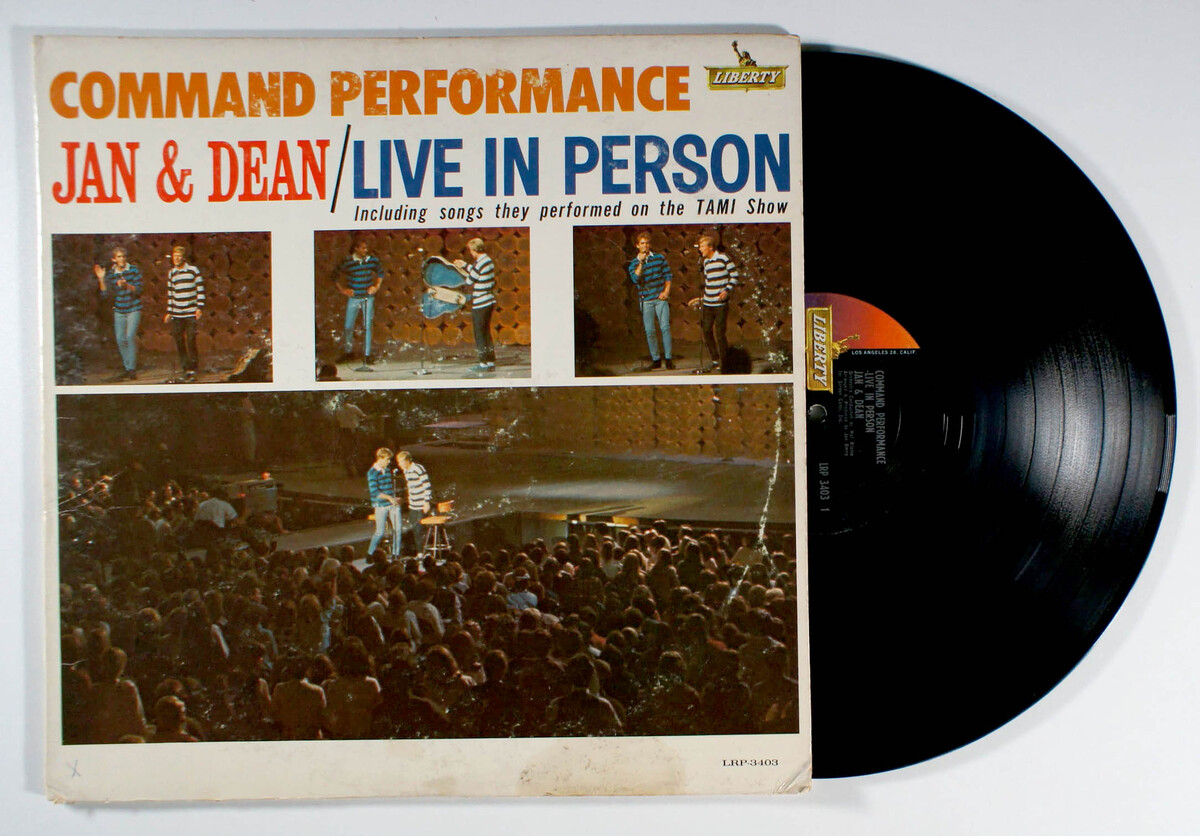 COMMAND PERFORMANCE
LIBERTY
JAN & DEAN/LIVE IN PERSON
Including songs they performed on the TAMI Show
LRP-3403
X
LIBERTY
LOS ANGELES 28, CALIF.
COMMAND PERFORMANCE
-LIVE IN PERSON
JAN & DEAN
LRP 3403 1